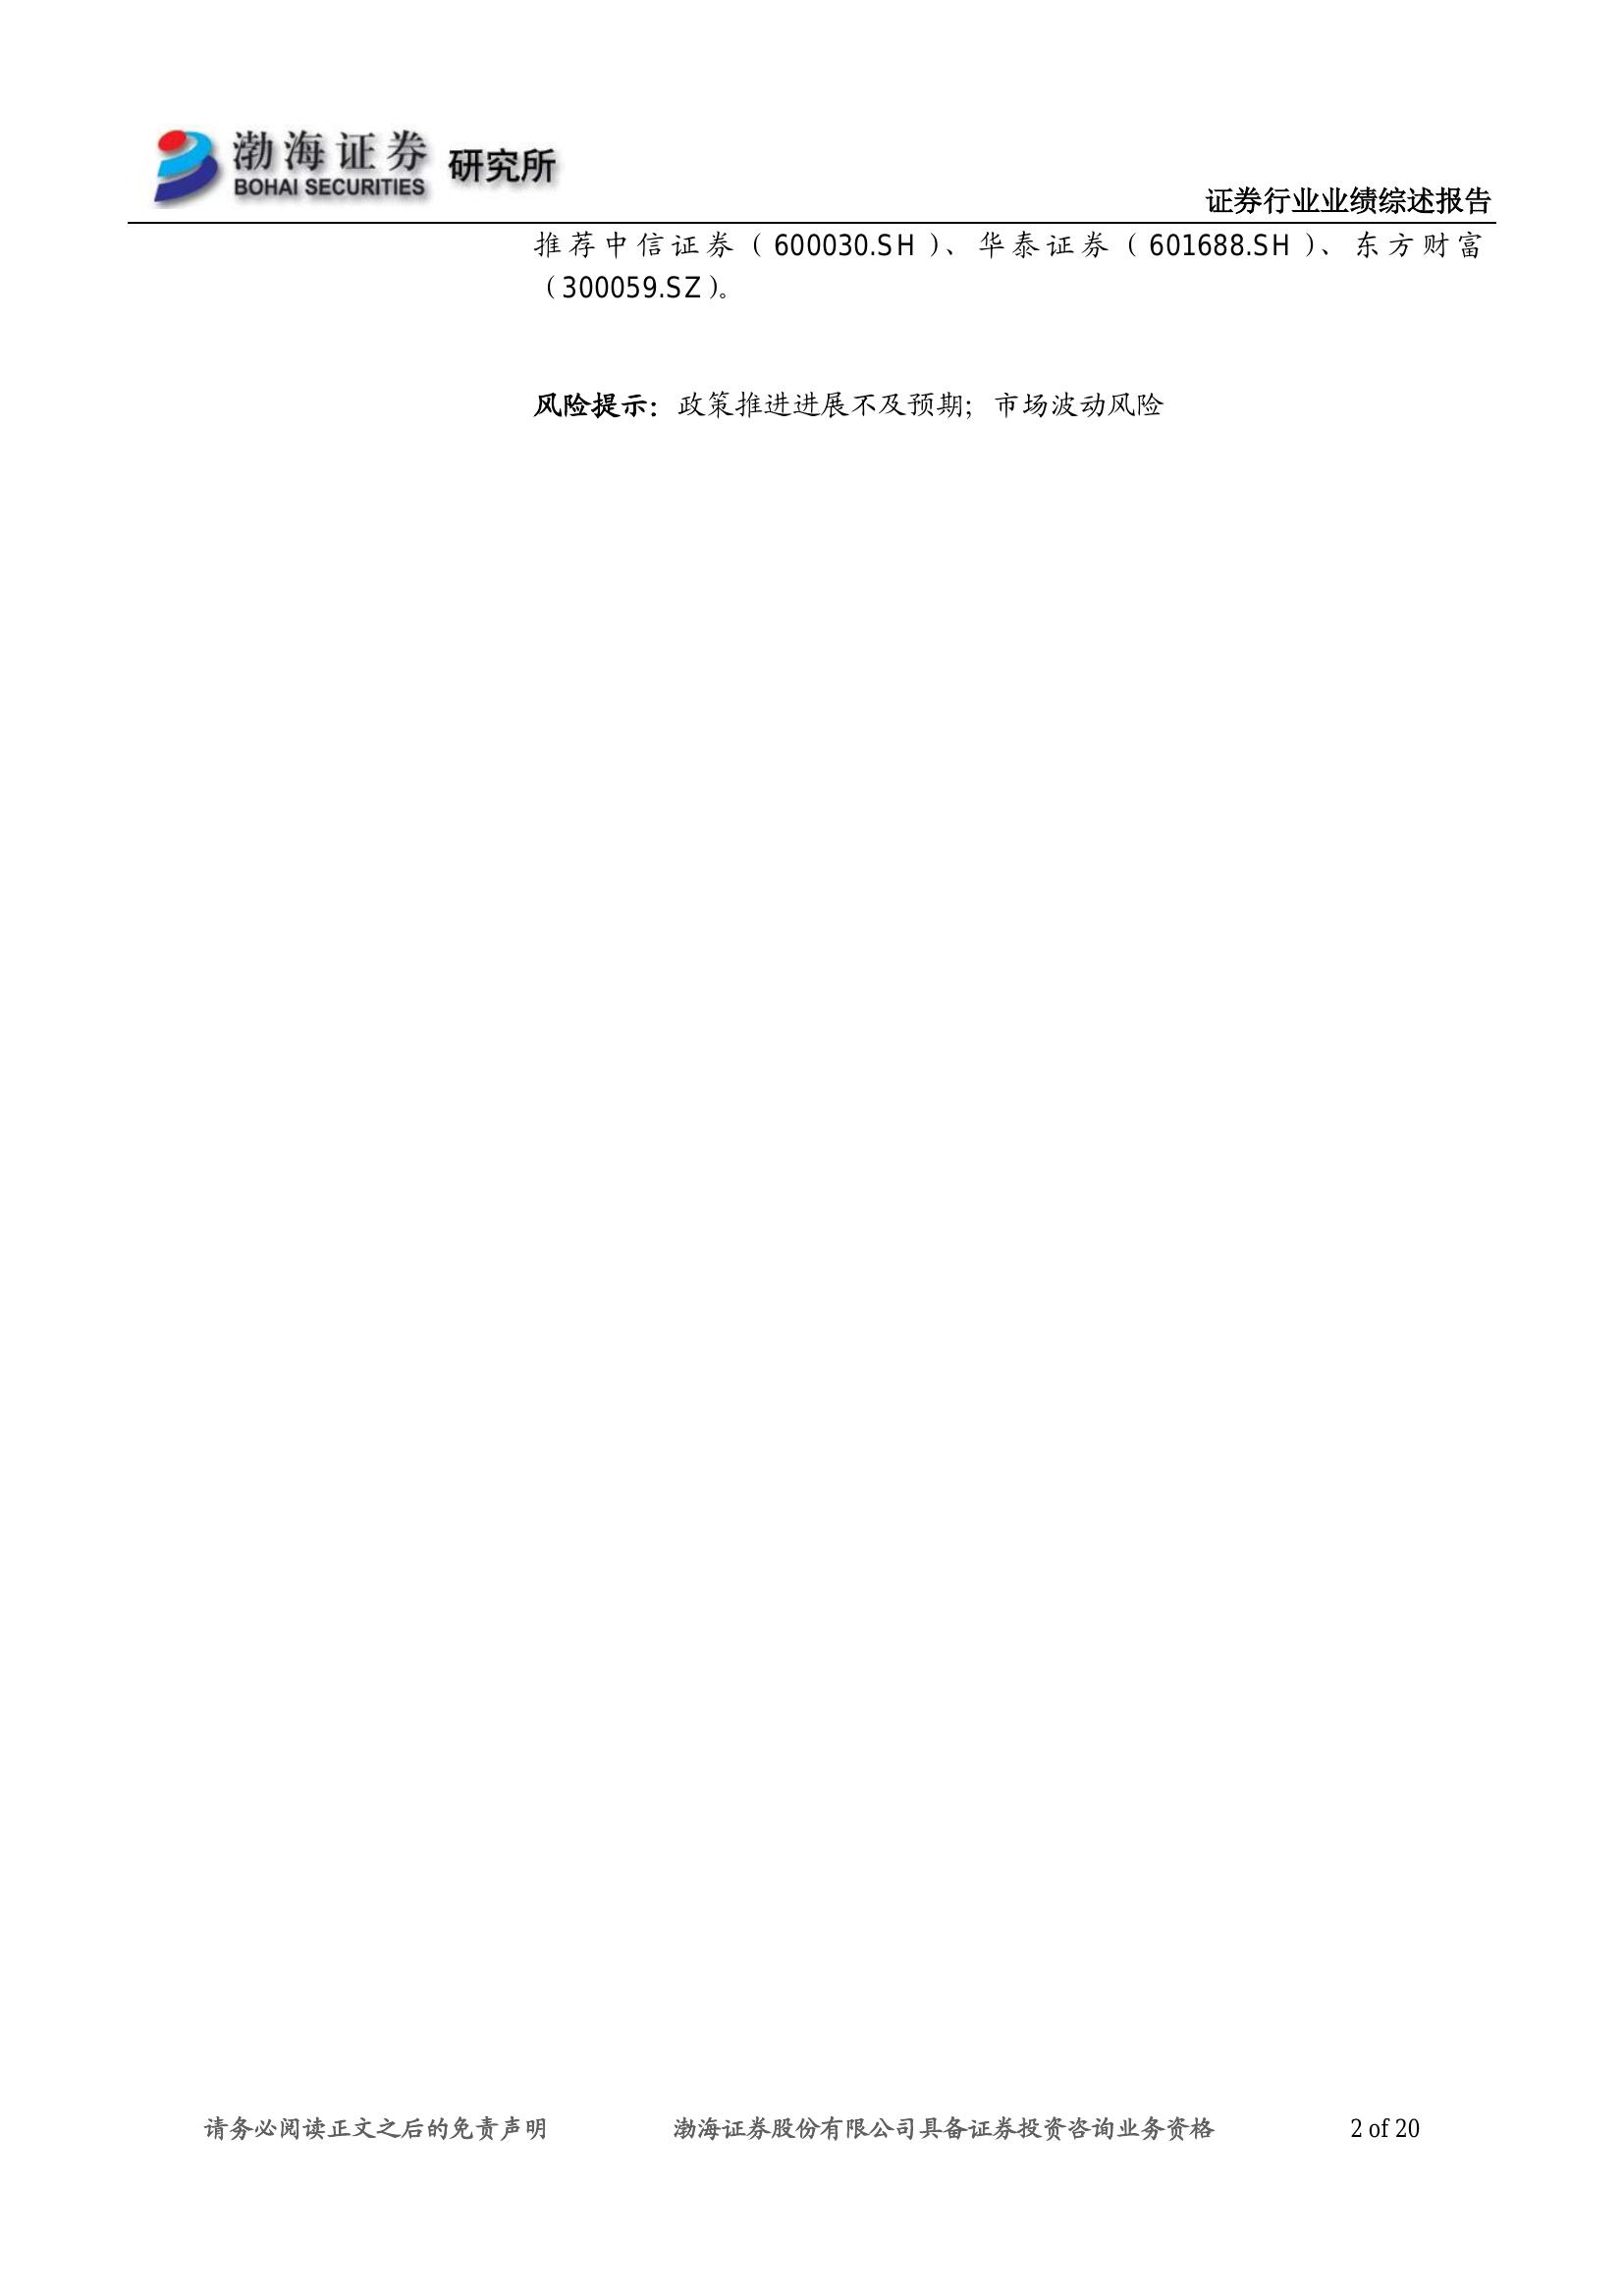 渤海证券 研究所
BOHAI SECURITIES
证券行业业绩综述报告
推荐中信证券（600030.SH）、华泰证券（601688.SH）、东方财富
（300059.SZ）。
风险提示：政策推进进展不及预期；市场波动风险
请务必阅读正文之后的免责声明 渤海证券股份有限公司具备证券投资咨询业务资格 2 of 20